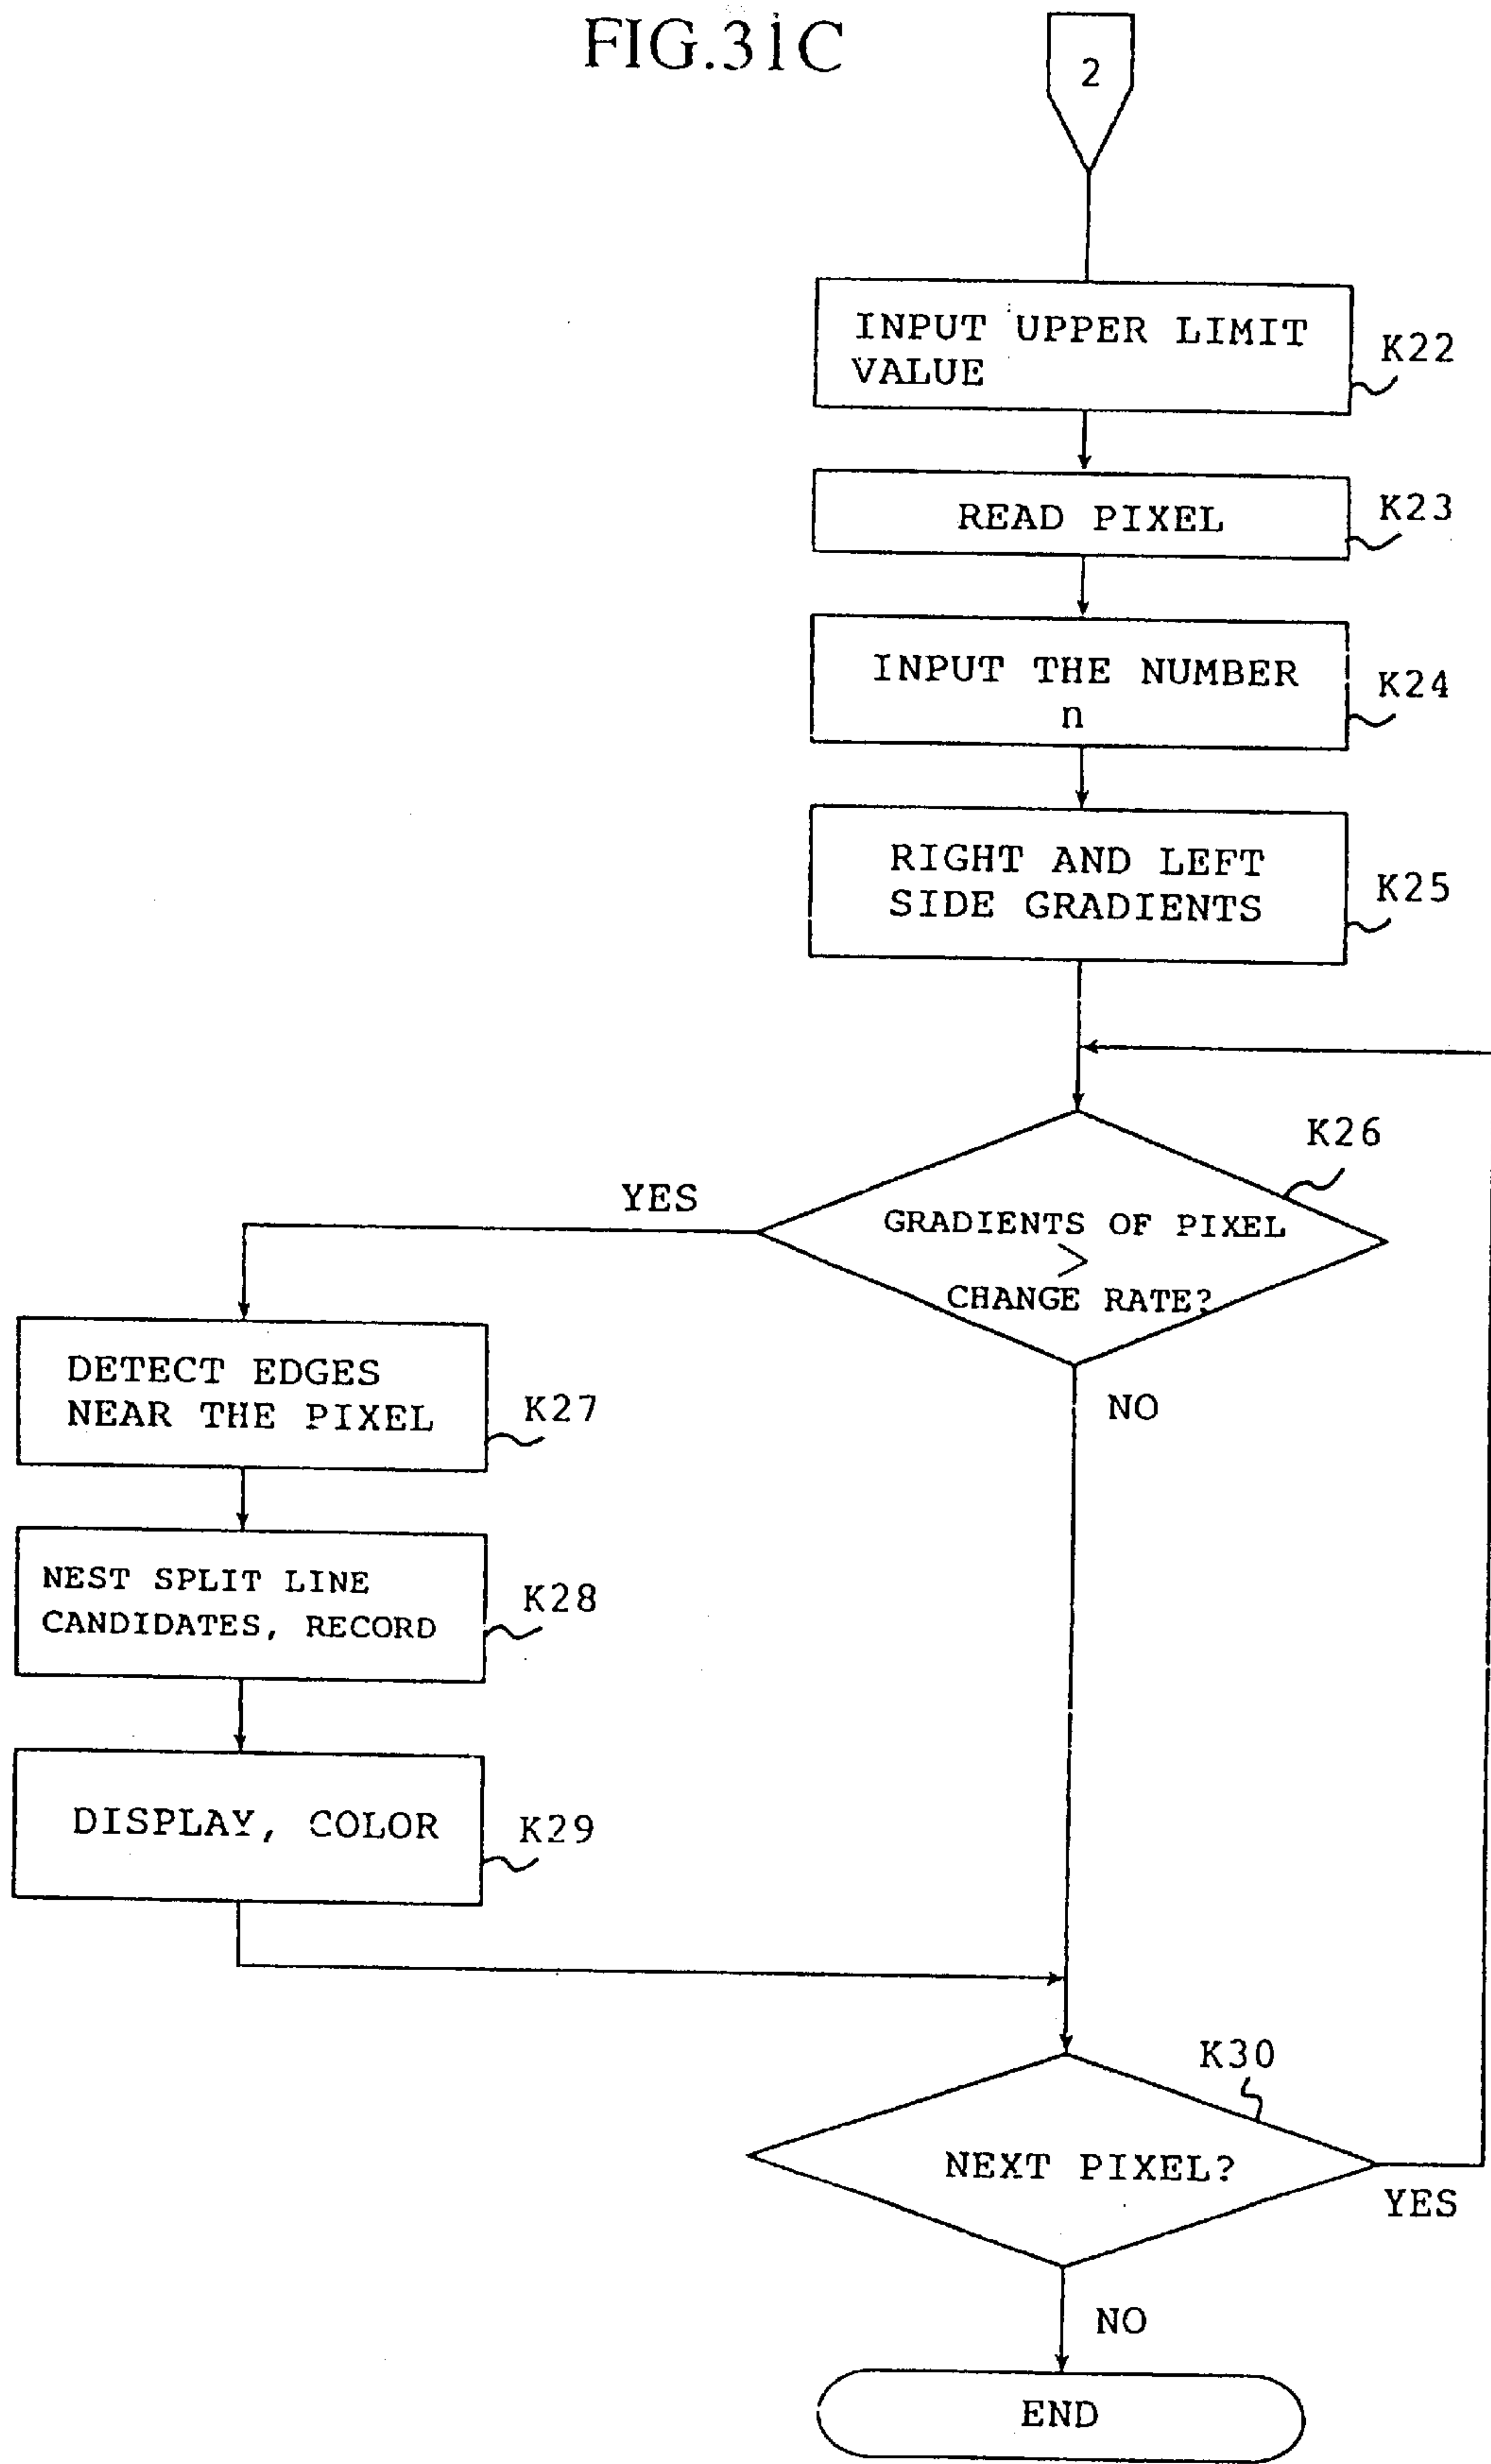 FIG.31C
2
INPUT UPPER LIMIT
VALUE
K22
READ PIXEL
K23
INPUT THE NUMBER
n
K24
RIGHT AND LEFT
SIDE GRADIENTS
K25
K26
YES
GRADIENTS OF PIXEL
>
CHANGE RATE?
NO
DETECT EDGES
NEAR THE PIXEL
K27
NEST SPLIT LINE
CANDIDATES, RECORD
K28
DISPLAY, COLOR
K29
K30
NEXT PIXEL?
YES
NO
END